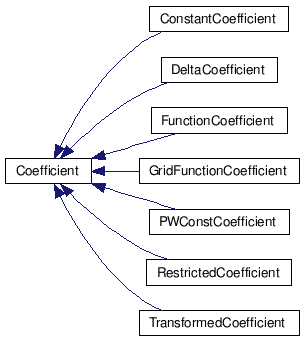 ConstantCoefficient
DeltaCoefficient
FunctionCoefficient
Coefficient
GridFunctionCoefficient
PWConstCoefficient
RestrictedCoefficient
TransformedCoefficient